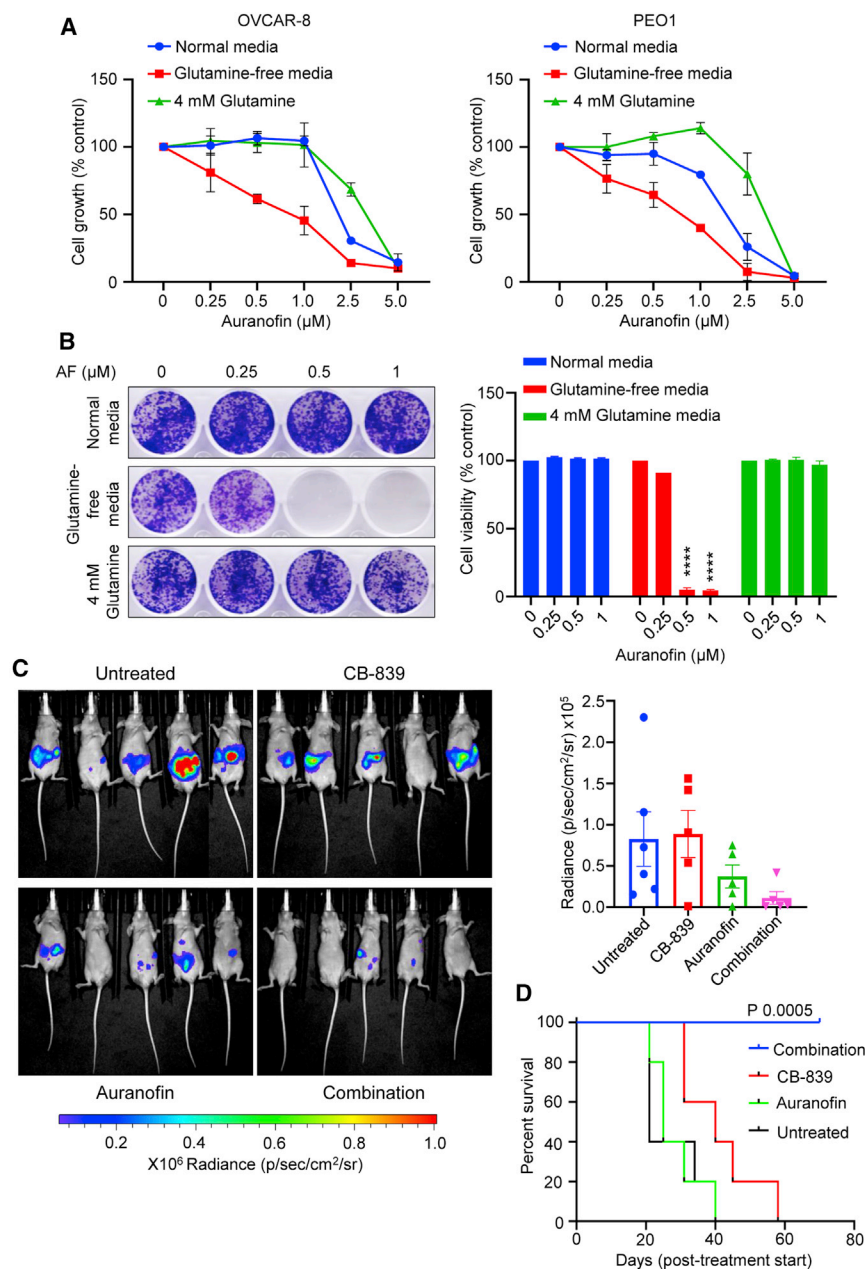 A
OVCAR-8
Normal media
Glutamine-free media
4 mM Glutamine
Cell growth (% control)
150
100
50
0
0 0.25 0.5 1.0 2.5 5.0
Auranofin (µM)
PEO1
Normal media
Glutamine-free media
4 mM Glutamine
Cell growth (% control)
150
100
50
0
0 0.25 0.5 1.0 2.5 5.0
Auranofin (µM)
B
AF (µM)
0 0.25 0.5 1
Normal
media
Glutamine-
free
media
4 mM
Glutamine
Normal media
Glutamine-free media
4 mM Glutamine media
Cell viability (% control)
150
100
50
0
****
****
0 0.25 0.5 1 0 0.25 0.5 1 0 0.25 0.5 1
Auranofin (µM)
C
Untreated
CB-839
Auranofin
Combination
0.2 0.4 0.6 0.8 1.0
X10⁶ Radiance (p/sec/cm²/sr)
Radiance (p/sec/cm²/sr) x10⁵
2.5
2.0
1.5
1.0
0.5
0.0
Untreated
CB-839
Auranofin
Combination
D
P 0.0005
Percent survival
100
80
60
40
20
0
Combination
CB-839
Auranofin
Untreated
0 20 40 60 80
Days (post-treatment start)